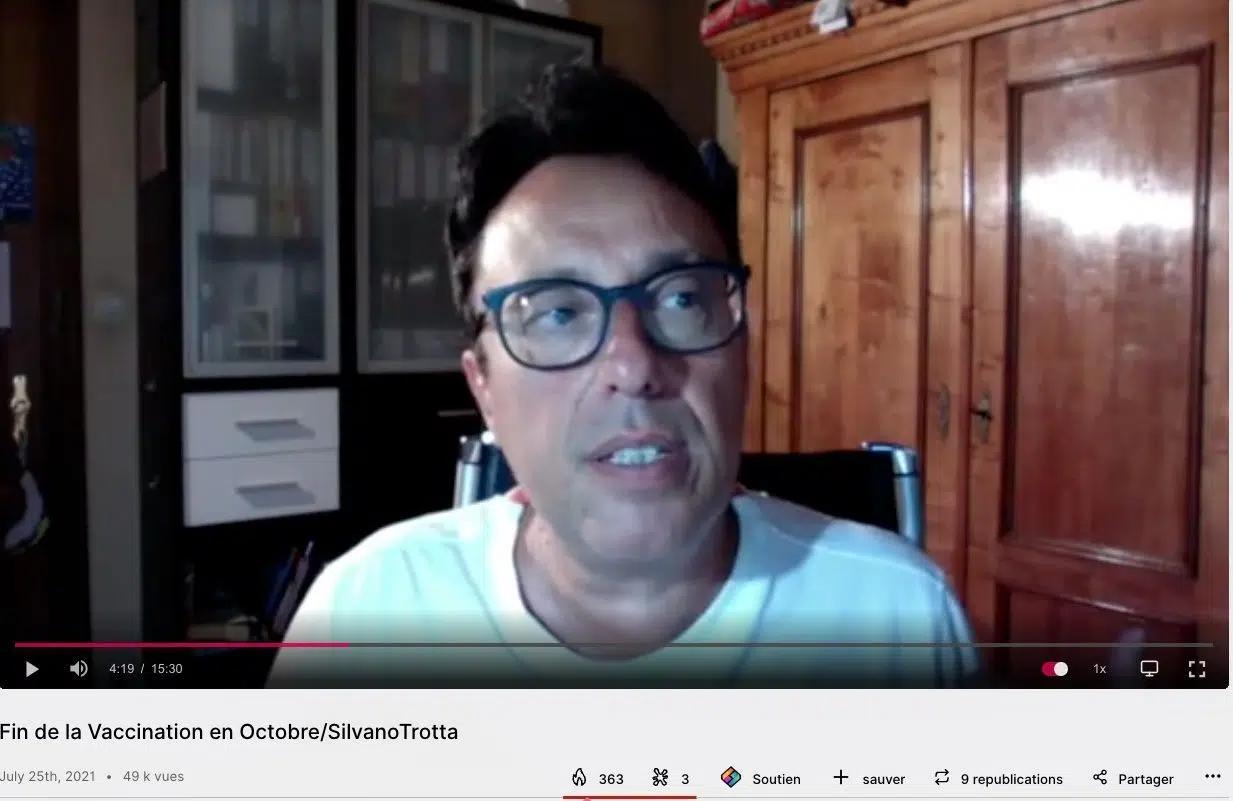 4:19 / 15:30
1x
Fin de la Vaccination en Octobre/SilvanoTrotta
July 25th, 2021 • 49 k vues
363 3 Soutien sauver 9 republications Partager